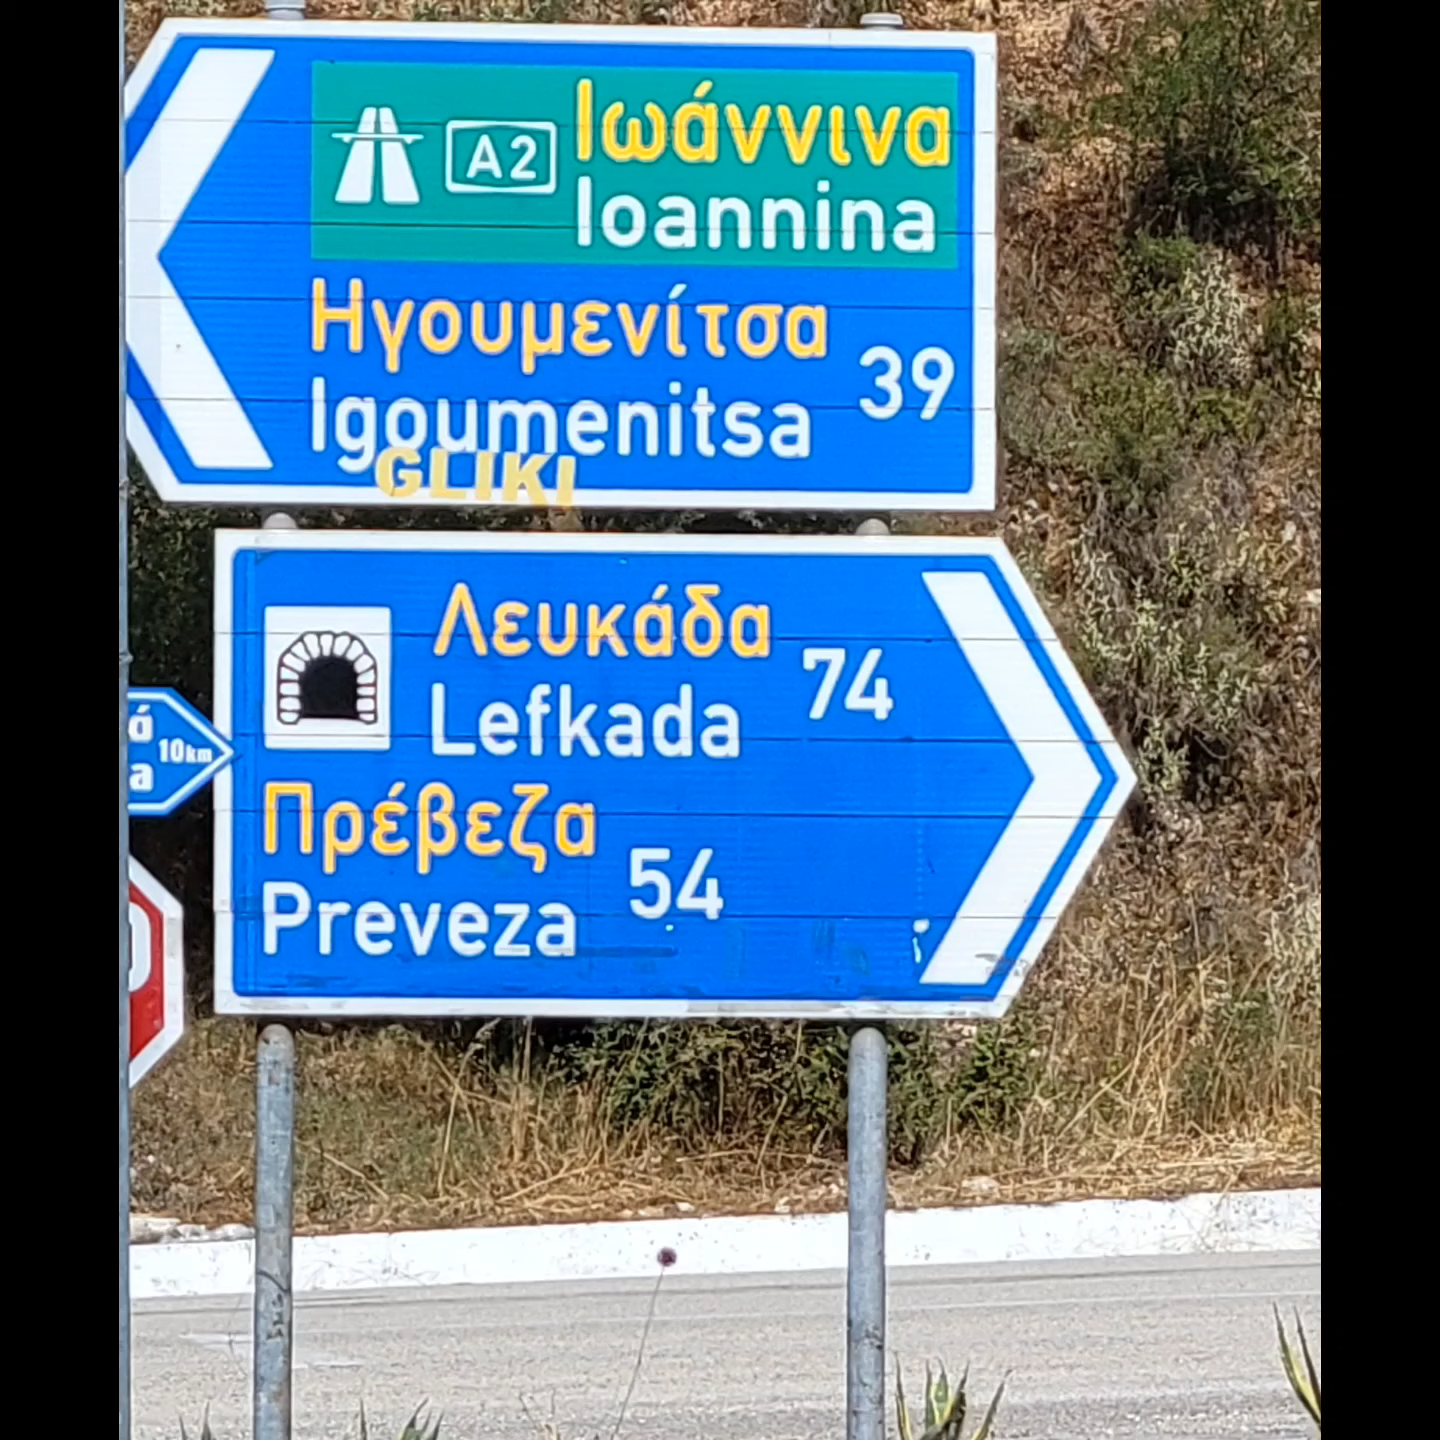 A2 Ιωάννινα
Ioannina
Ηγουμενίτσα 39
Igoumenitsa
GLIKI
Λευκάδα 74
Lefkada
10km
Πρέβεζα 54
Preveza